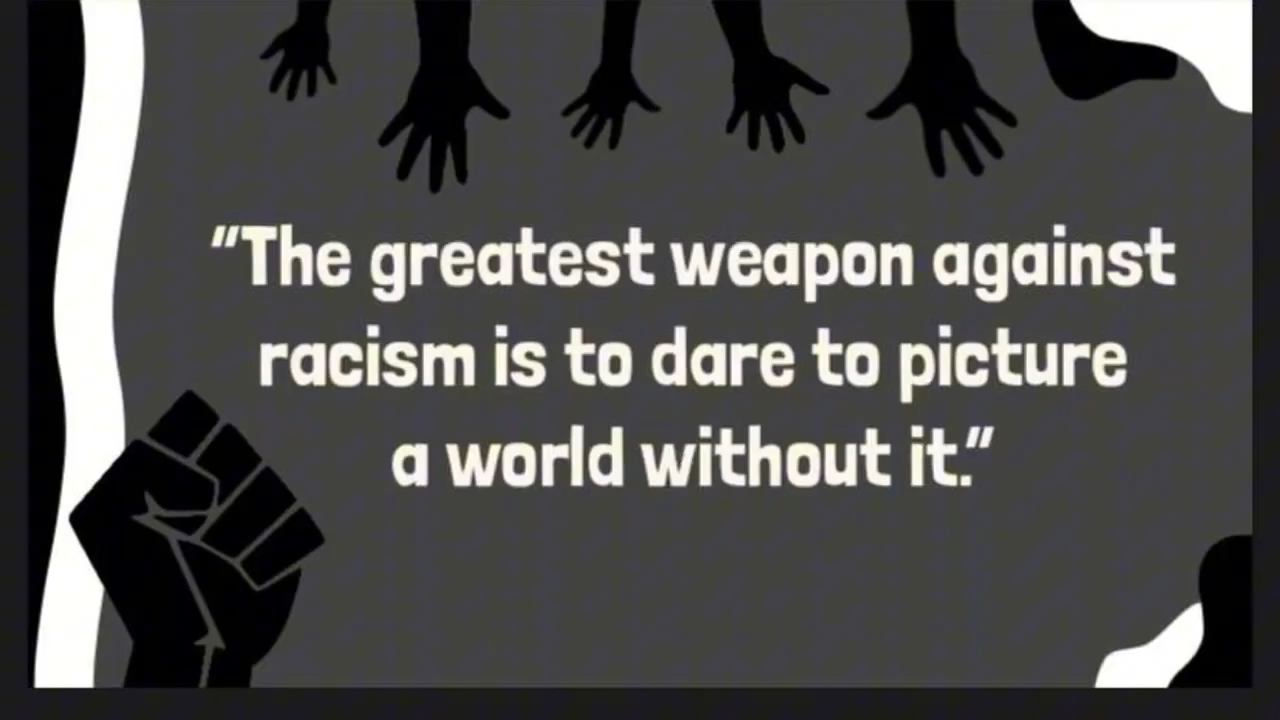 "The greatest weapon against
racism is to dare to picture
a world without it."